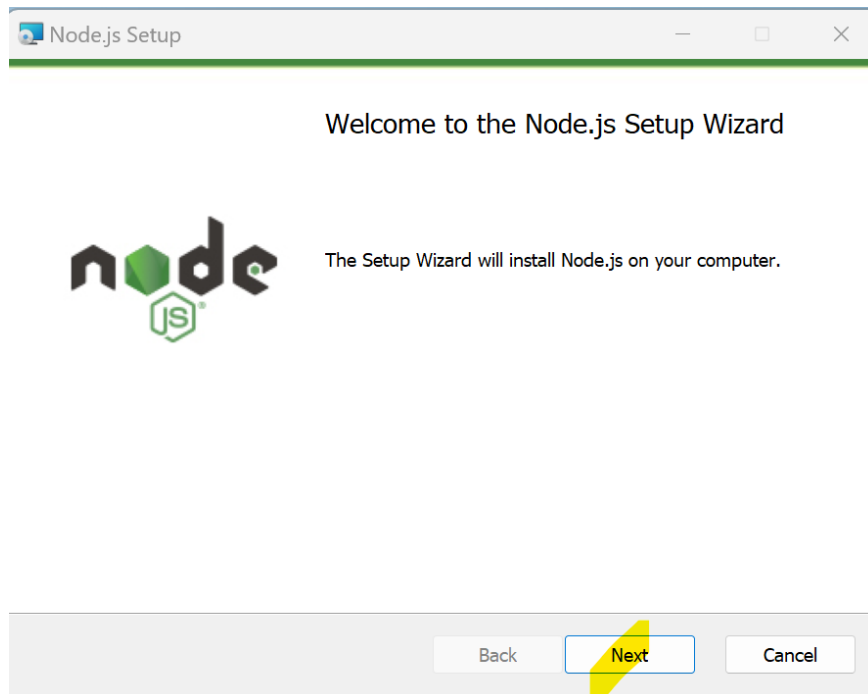 Node.js Setup
Welcome to the Node.js Setup Wizard
node
JS®
The Setup Wizard will install Node.js on your computer.
Back
Next
Cancel